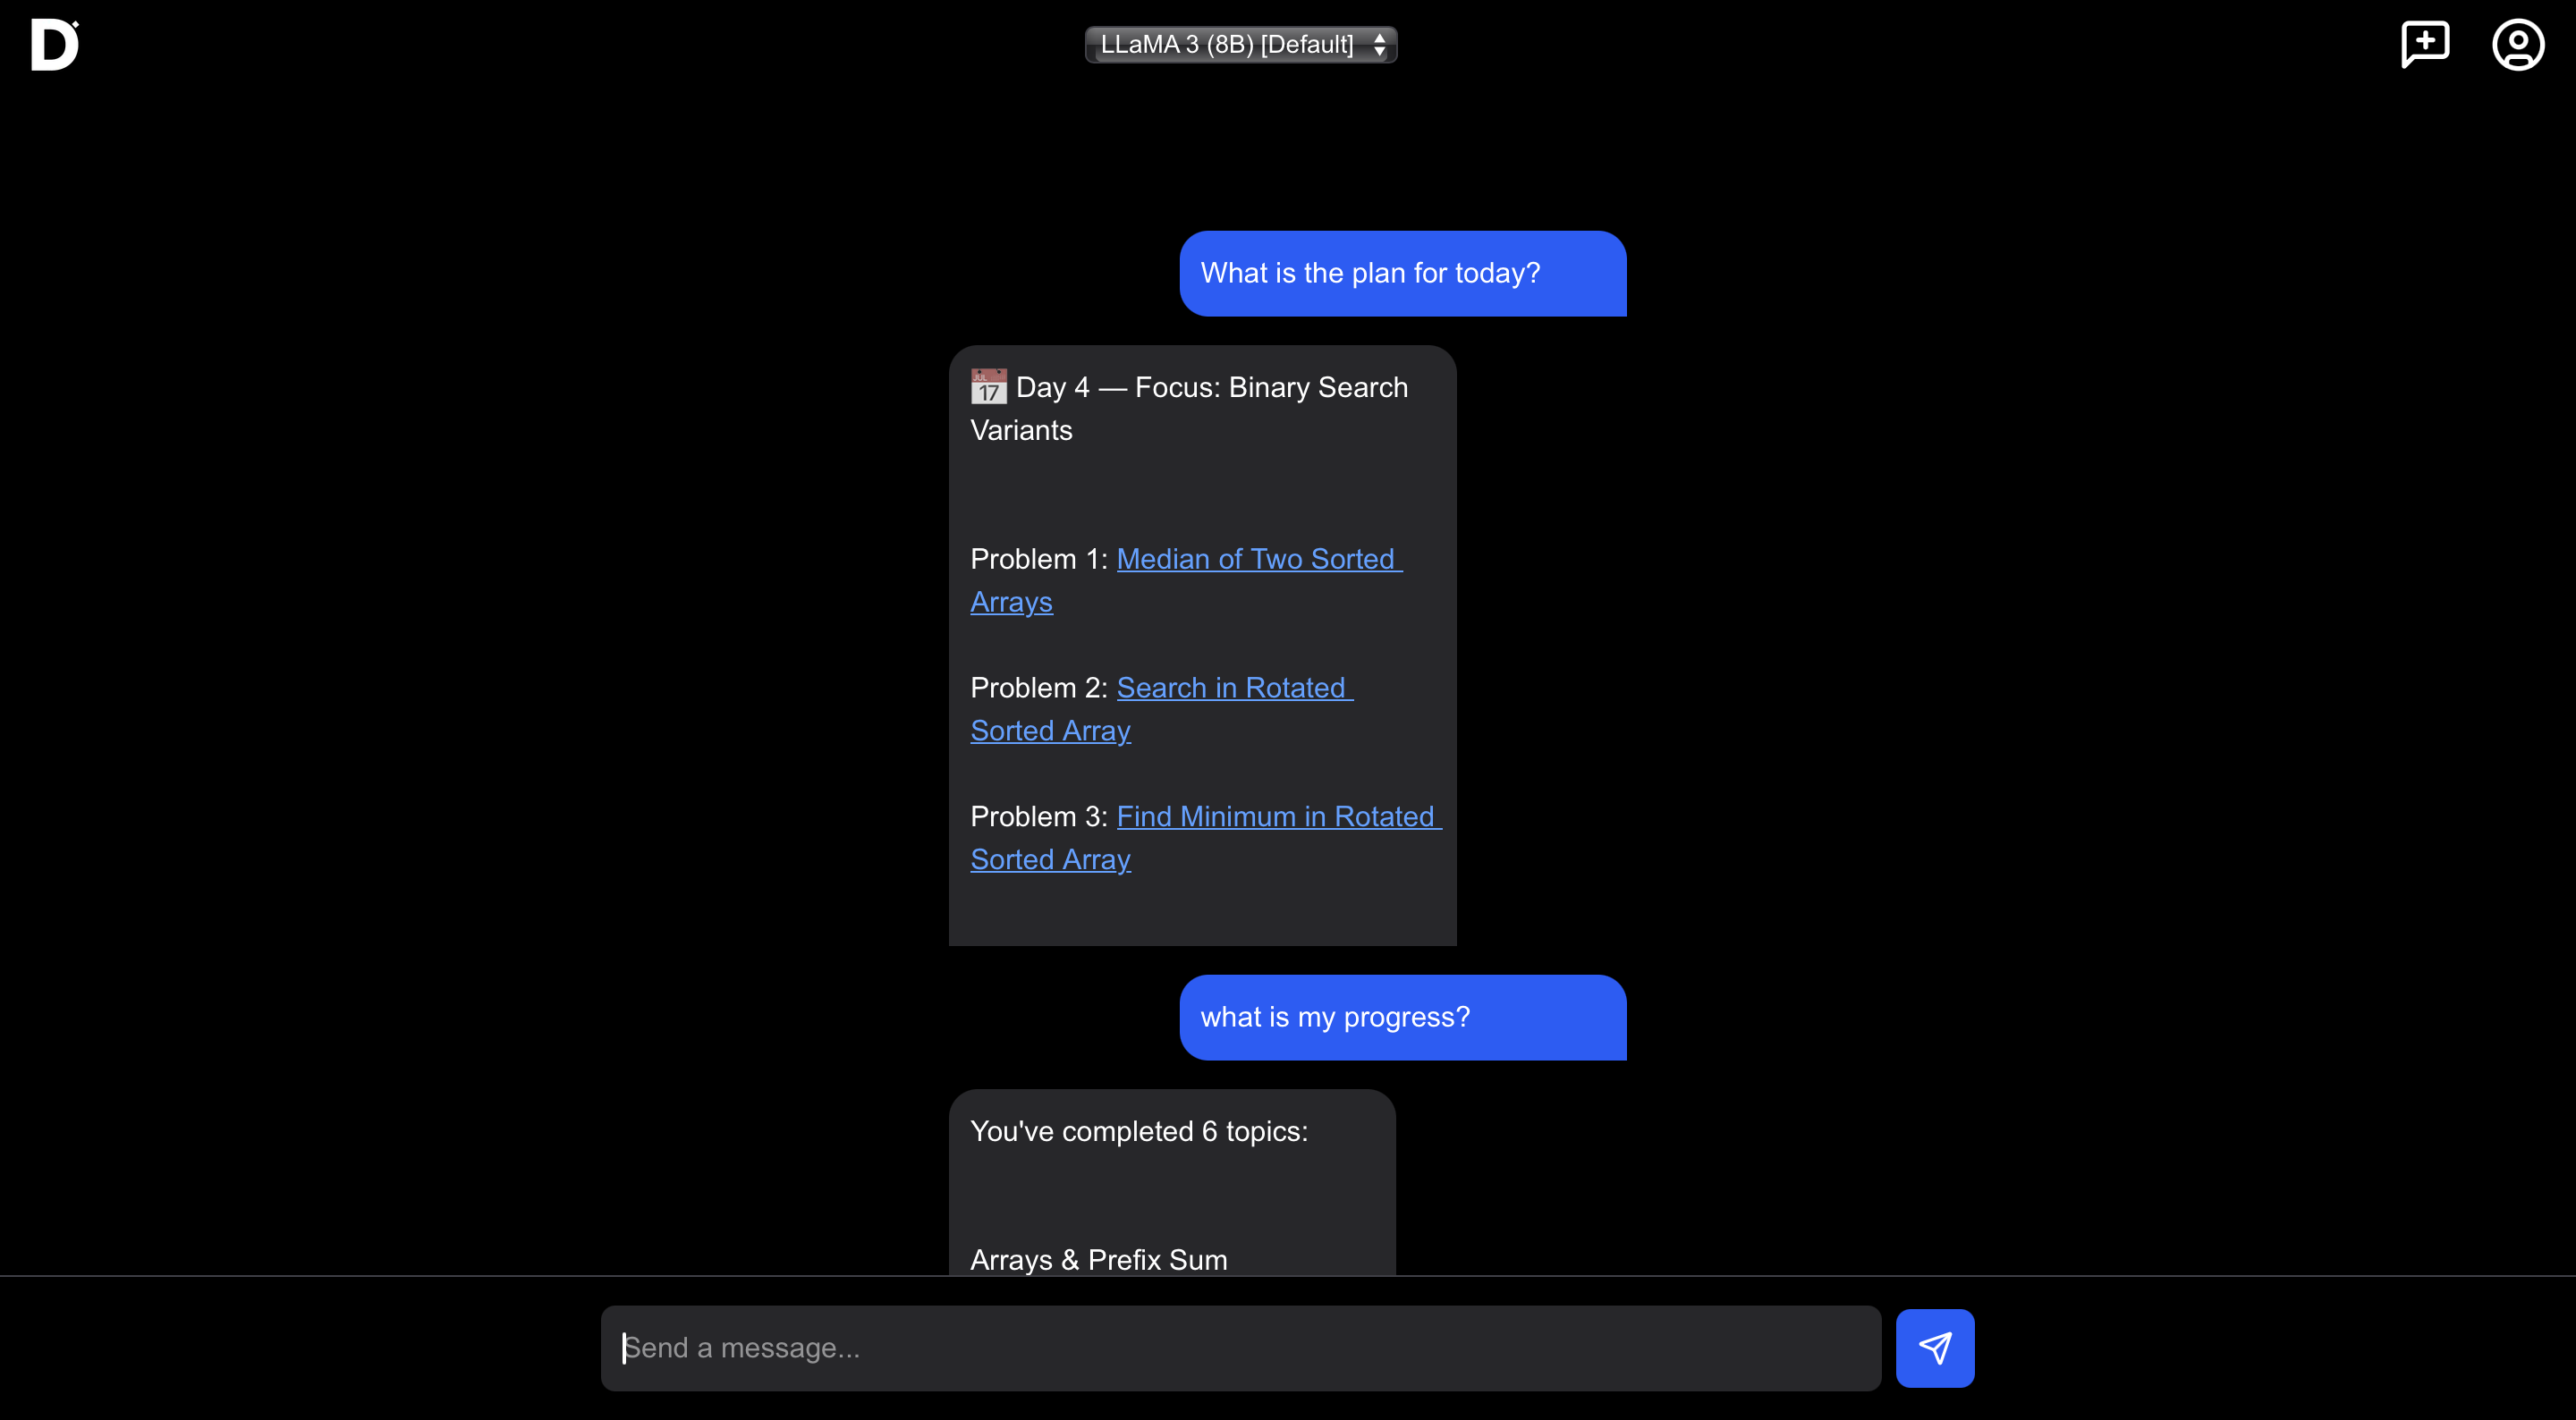 D
LLaMA 3 (8B) [Default]
What is the plan for today?
JUL
17
Day 4 — Focus: Binary Search
Variants
Problem 1: Median of Two Sorted
Arrays
Problem 2: Search in Rotated
Sorted Array
Problem 3: Find Minimum in Rotated
Sorted Array
what is my progress?
You've completed 6 topics:
Arrays & Prefix Sum
Send a message...